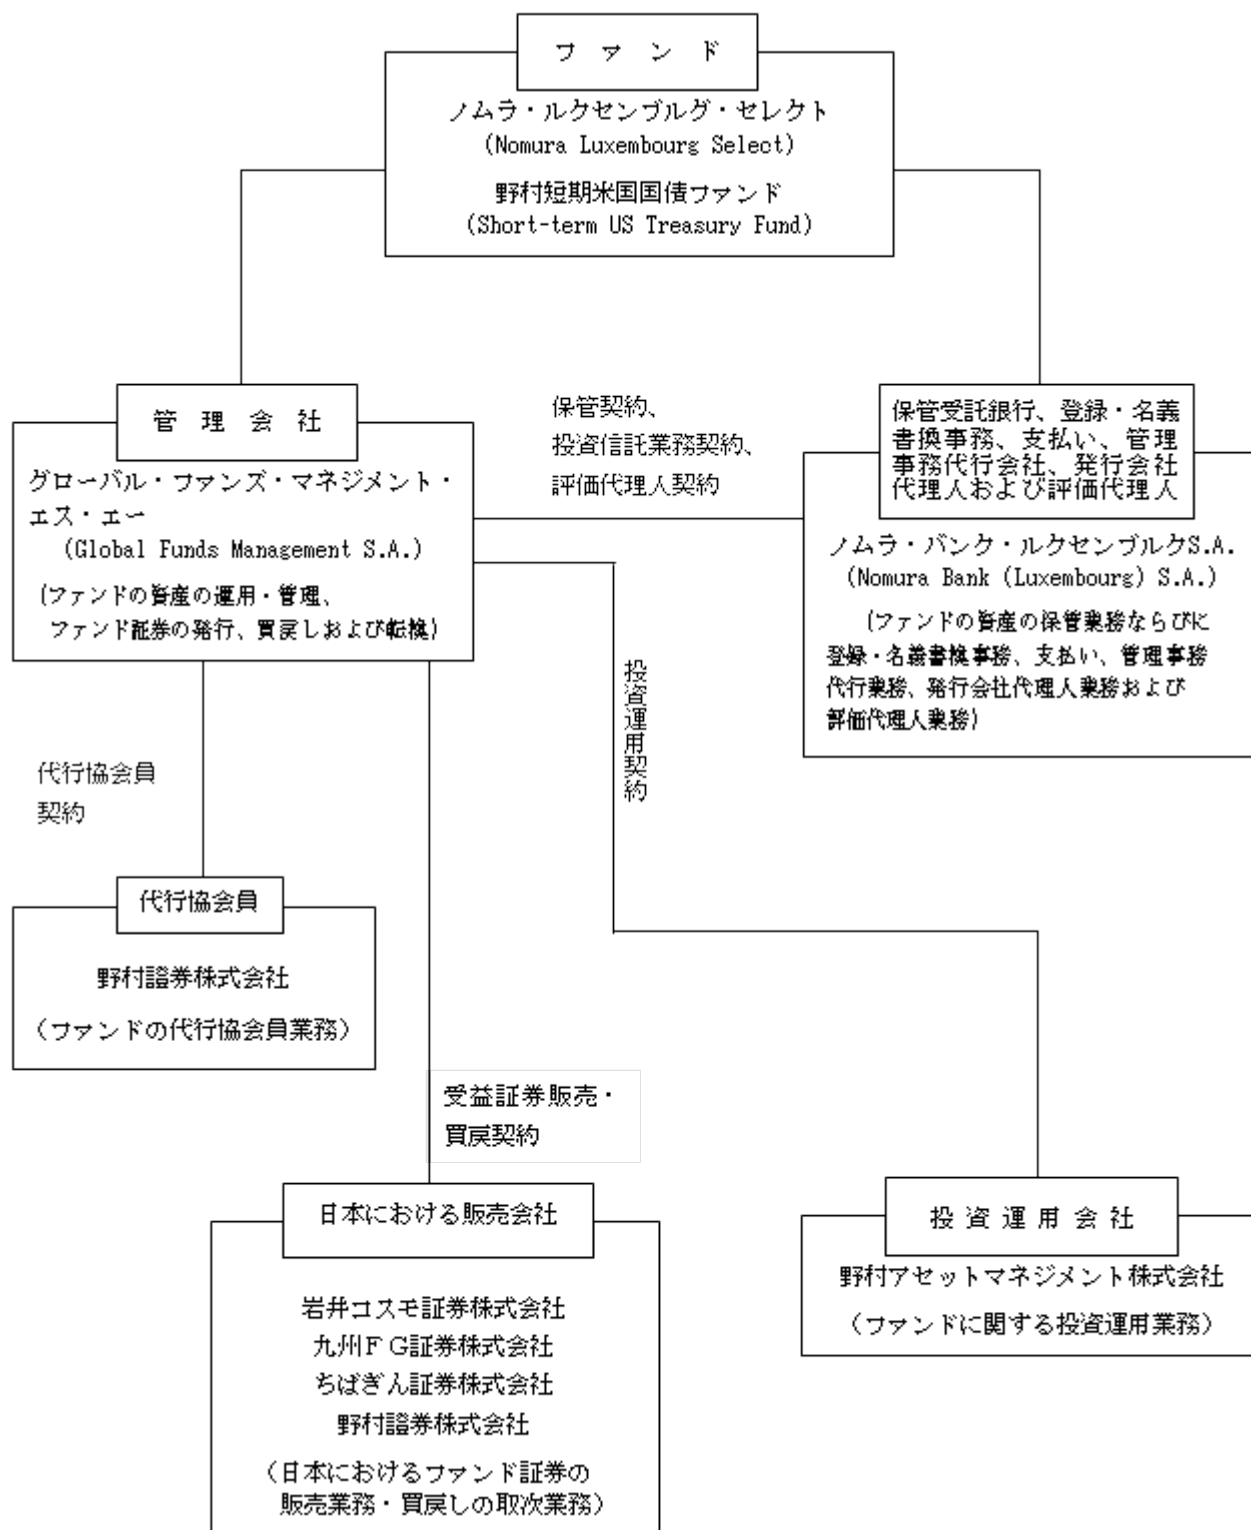 ファンド
ノムラ・ルクセンブルグ・セレクト
(Nomura Luxembourg Select)
野村短期米国国債ファンド
(Short-term US Treasury Fund)
管理会社
グローバル・ファンズ・マネジメント・
エス・エー
(Global Funds Management S.A.)
(ファンドの資産の運用・管理、
ファンド証券の発行、買戻しおよび転換)
保管契約、
投資信託業務契約、
評価代理人契約
保管受託銀行、登録・名義
書換事務、支払い、管理
事務代行会社、発行会社
代理人および評価代理人
ノムラ・バンク・ルクセンブルクS.A.
(Nomura Bank (Luxembourg) S.A.)
(ファンドの資産の保管業務ならびに
登録・名義書換事務、支払い、管理事務
代行業務、発行会社代理人業務および
評価代理人業務)
投資運用契約
代行協会員
契約
代行協会員
野村證券株式会社
(ファンドの代行協会員業務)
受益証券販売・
買戻契約
日本における販売会社
岩井コスモ証券株式会社
九州FG証券株式会社
ちばぎん証券株式会社
野村證券株式会社
(日本におけるファンド証券の
販売業務・買戻しの取次業務)
投資運用会社
野村アセットマネジメント株式会社
(ファンドに関する投資運用業務)